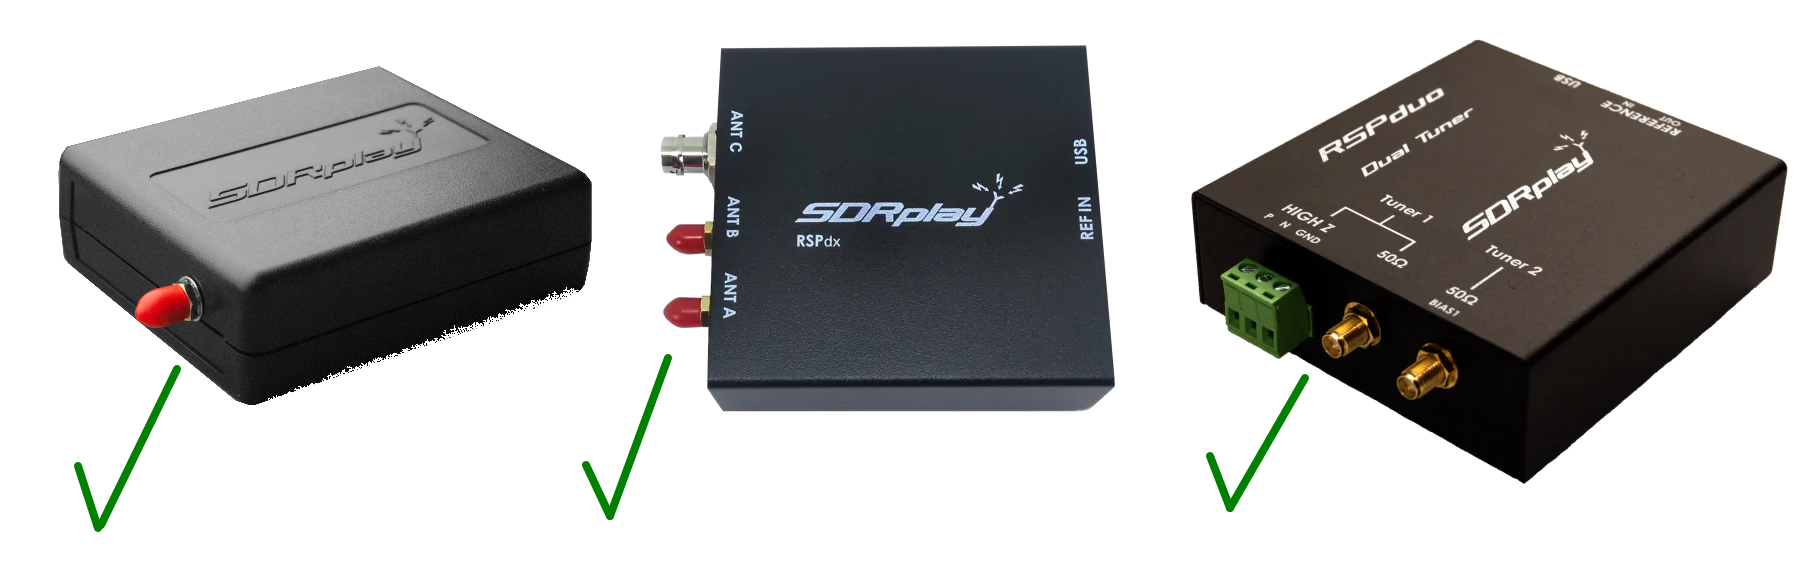 SDRplay
ANT C
ANT B
ANT A
SDRplay
RSPdx
USB
REF IN
RSPduo
Dual Tuner
USB
REFERENCE
IN
OUT
SDRplay
Tuner 1
HIGH Z
P N GND
50Ω
Tuner 2
50Ω
BIAS1